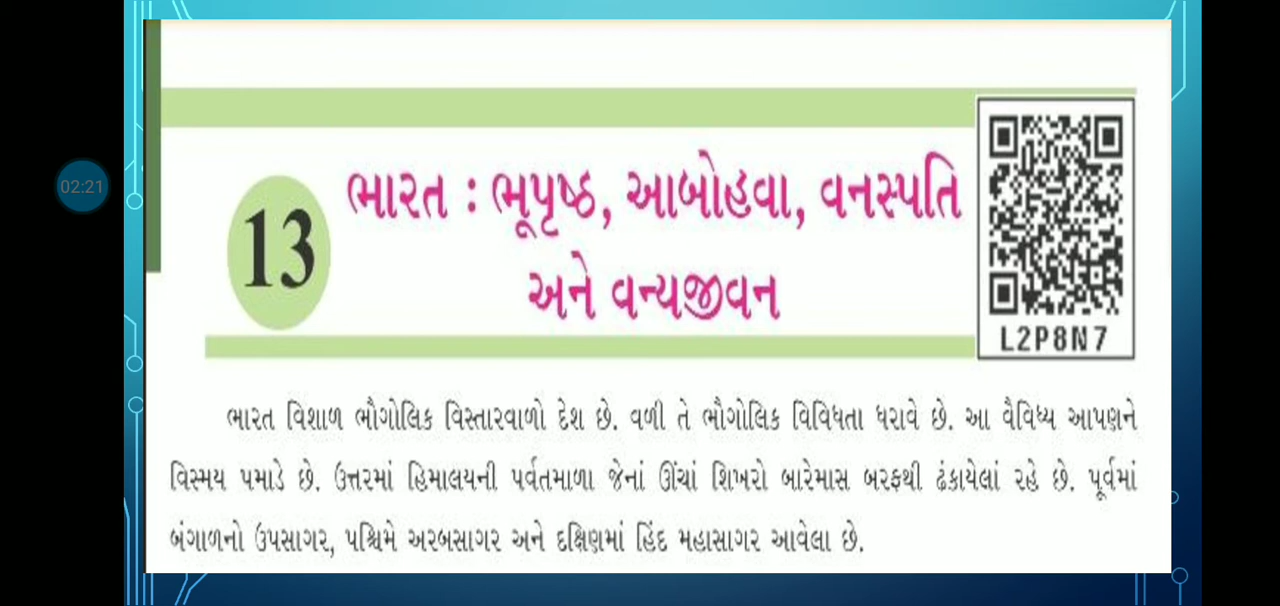 02:21
13
ભારત : ભૂપૃષ્ઠ, આબોહવા, વનસ્પતિ
અને વન્યજીવન
L2P8N7
ભારત વિશાળ ભૌગોલિક વિસ્તારવાળો દેશ છે. વળી તે ભૌગોલિક વિવિધતા ધરાવે છે. આ વૈવિધ્ય આપણને
વિસ્મય પમાડે છે. ઉત્તરમાં હિમાલયની પર્વતમાળા જેનાં ઊંચાં શિખરો બારેમાસ બરફથી ઢંકાયેલાં રહે છે. પૂર્વમાં
બંગાળનો ઉપસાગર, પશ્ચિમે અરબસાગર અને દક્ષિણમાં હિંદ મહાસાગર આવેલા છે.